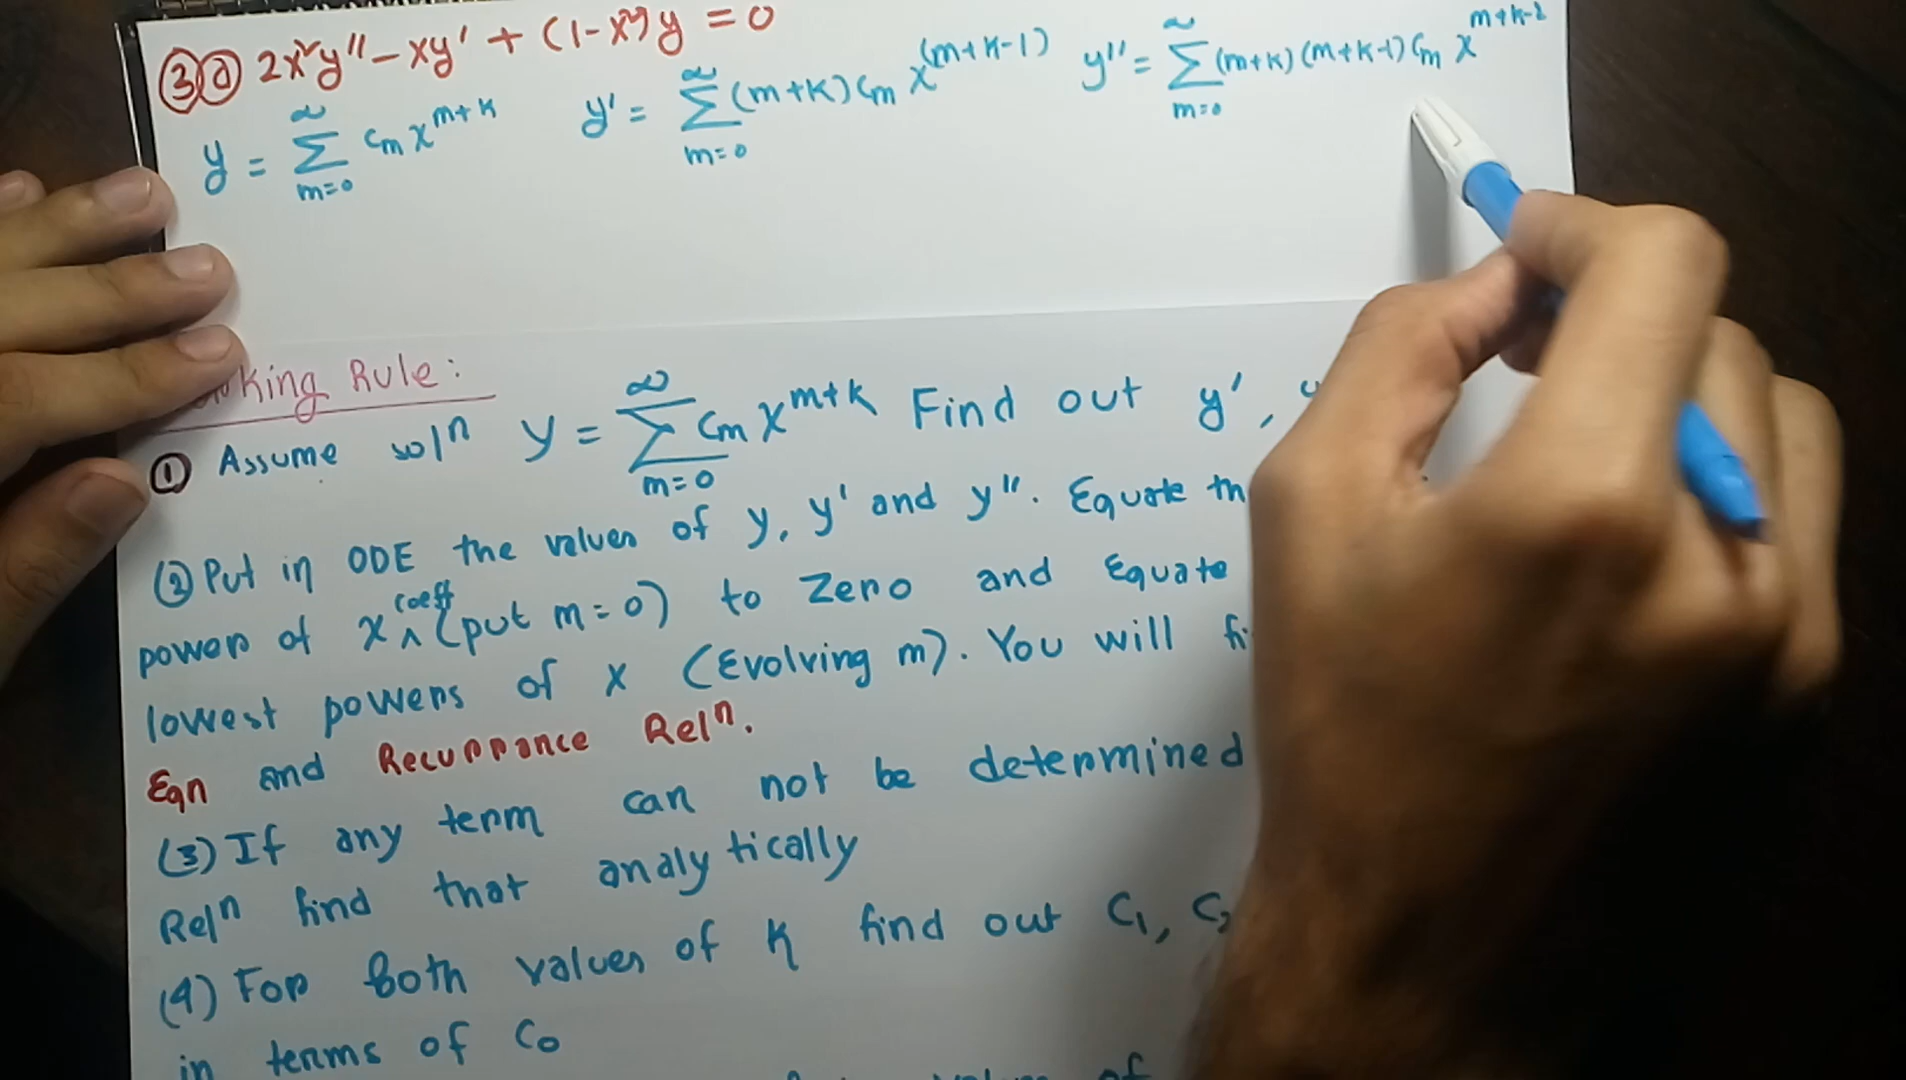 ③ⓐ 2x²y'' - xy' + (1-x²)y = 0
y = ∑_{m=0}^{∞} c_m x^{m+k}   y' = ∑_{m=0}^{∞} (m+k) c_m x^{(m+k-1)}   y'' = ∑_{m=0}^{∞} (m+k)(m+k-1) c_m x^{m+k-2}
king Rule:
① Assume solⁿ y = ∑_{m=0}^{∞} c_m x^{m+k} Find out y',
② Put in ODE the values of y, y' and y''. Equate th
power of x ^coeff (put m=0) to zero and Equate
lowest powers of x (Evolving m). You will fi
Eqn and Recurrance Relⁿ.
(3) If any term can not be determined
Relⁿ find that analytically
(4) For both values of k find out C₁, C₂
in terms of C₀
of